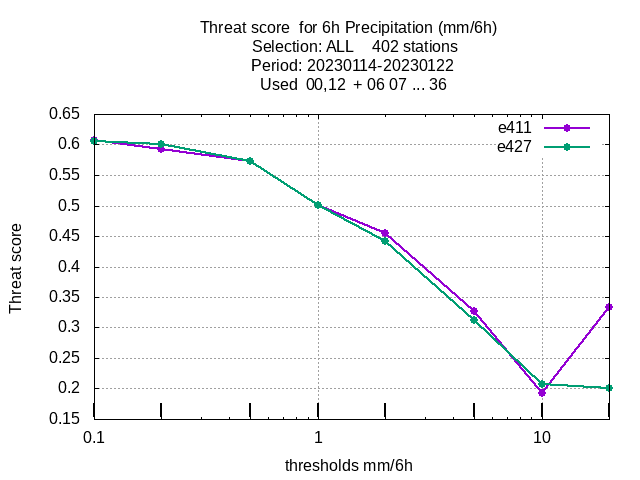 Threat score  for 6h Precipitation (mm/6h)
Selection: ALL    402 stations
Period: 20230114-20230122
Used  00,12  + 06 07 ... 36
e411
e427
0.65
0.6
0.55
0.5
0.45
0.4
0.35
0.3
0.25
0.2
0.15
Threat score
0.1
1
10
thresholds mm/6h